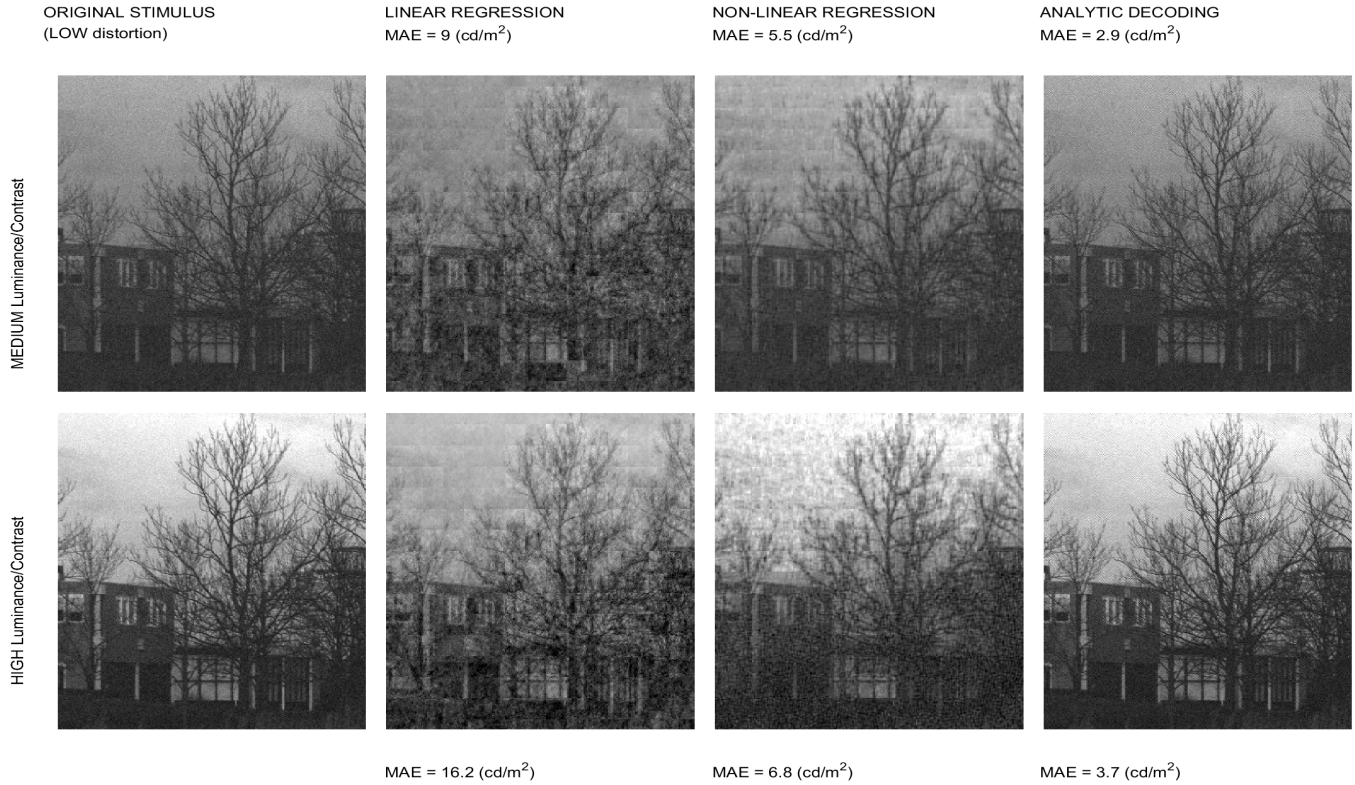 ORIGINAL STIMULUS
(LOW distortion)
LINEAR REGRESSION
MAE = 9 (cd/m²)
NON-LINEAR REGRESSION
MAE = 5.5 (cd/m²)
ANALYTIC DECODING
MAE = 2.9 (cd/m²)
MEDIUM Luminance/Contrast
HIGH Luminance/Contrast
MAE = 16.2 (cd/m²)
MAE = 6.8 (cd/m²)
MAE = 3.7 (cd/m²)